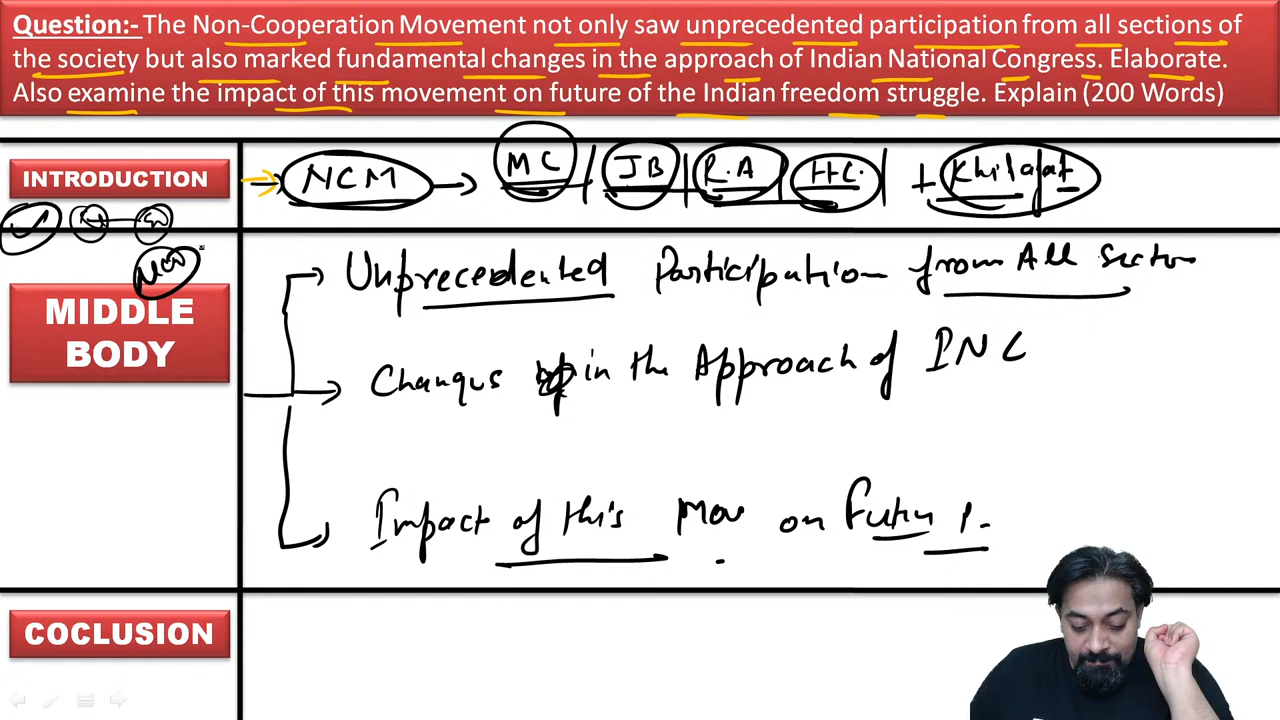 Question:- The Non-Cooperation Movement not only saw unprecedented participation from all sections of
the society but also marked fundamental changes in the approach of Indian National Congress. Elaborate.
Also examine the impact of this movement on future of the Indian freedom struggle. Explain (200 Words)
INTRODUCTION
NCM → MC | JB | R.A | HC. | + Khilafat
MIDDLE
BODY
Unprecedented Participation from All Section
Changes in the Approach of INC
Impact of this Mov on Futur
COCLUSION